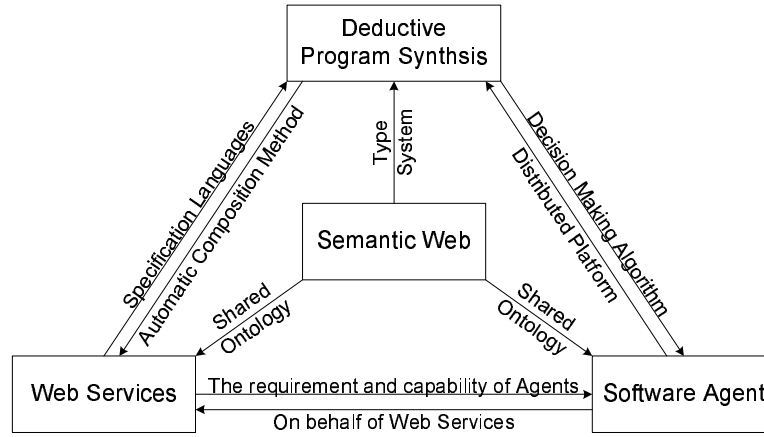 Deductive
Program Synthsis
Specification Languages
Automatic Composition Method
Type
System
Decision Making Algorithm
Distributed Platform
Semantic Web
Shared
Ontology
Shared
Ontology
Web Services
The requirement and capability of Agents
On behalf of Web Services
Software Agent